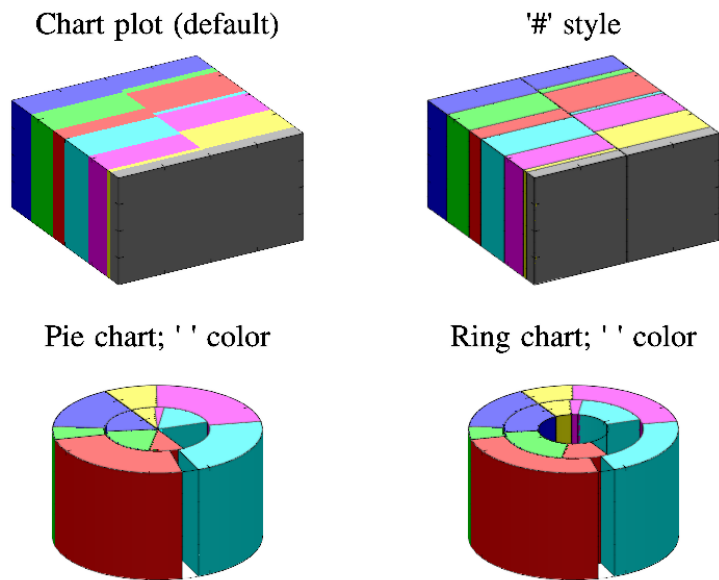 Chart plot (default)
'#' style
Pie chart; ' ' color
Ring chart; ' ' color